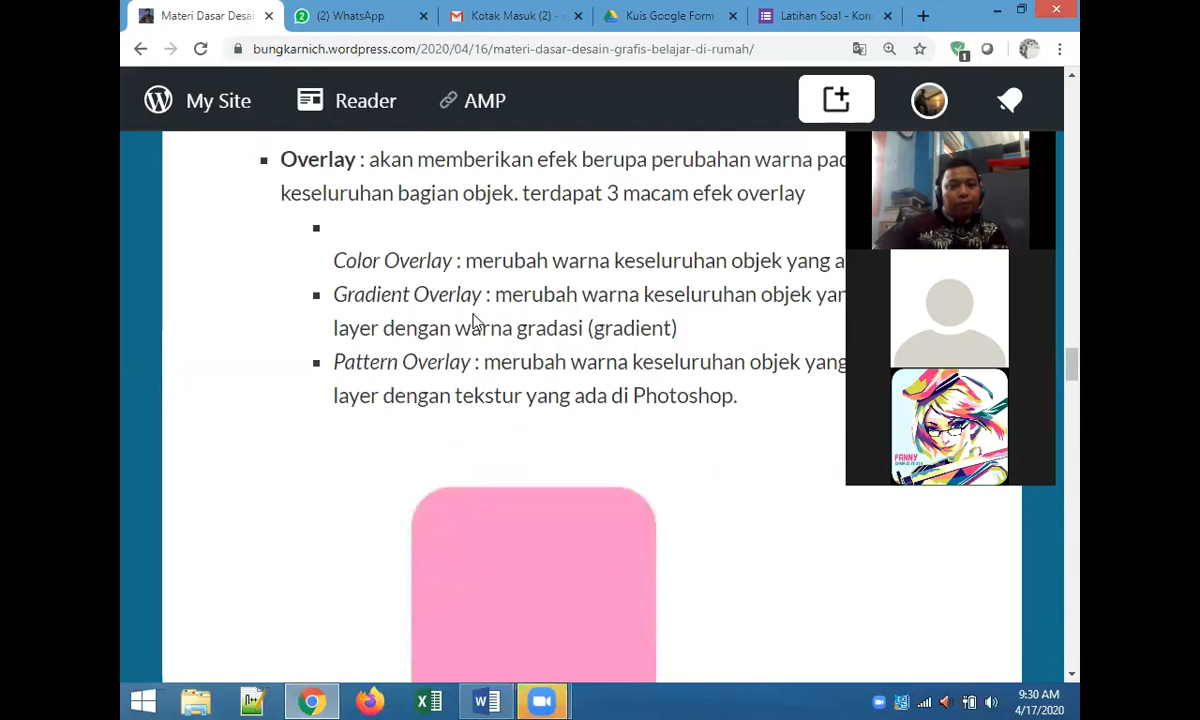 Materi Dasar Desai
(2) WhatsApp
Kotak Masuk (2) -
Kuis Google Form
Latihan Soal - Kom
bungkarnich.wordpress.com/2020/04/16/materi-dasar-desain-grafis-belajar-di-rumah/
1
My Site
Reader
AMP
Overlay : akan memberikan efek berupa perubahan warna pad
keseluruhan bagian objek. terdapat 3 macam efek overlay
Color Overlay : merubah warna keseluruhan objek yang a
Gradient Overlay : merubah warna keseluruhan objek yan
layer dengan warna gradasi (gradient)
Pattern Overlay : merubah warna keseluruhan objek yang
layer dengan tekstur yang ada di Photoshop.
FANNY
9:30 AM
4/17/2020